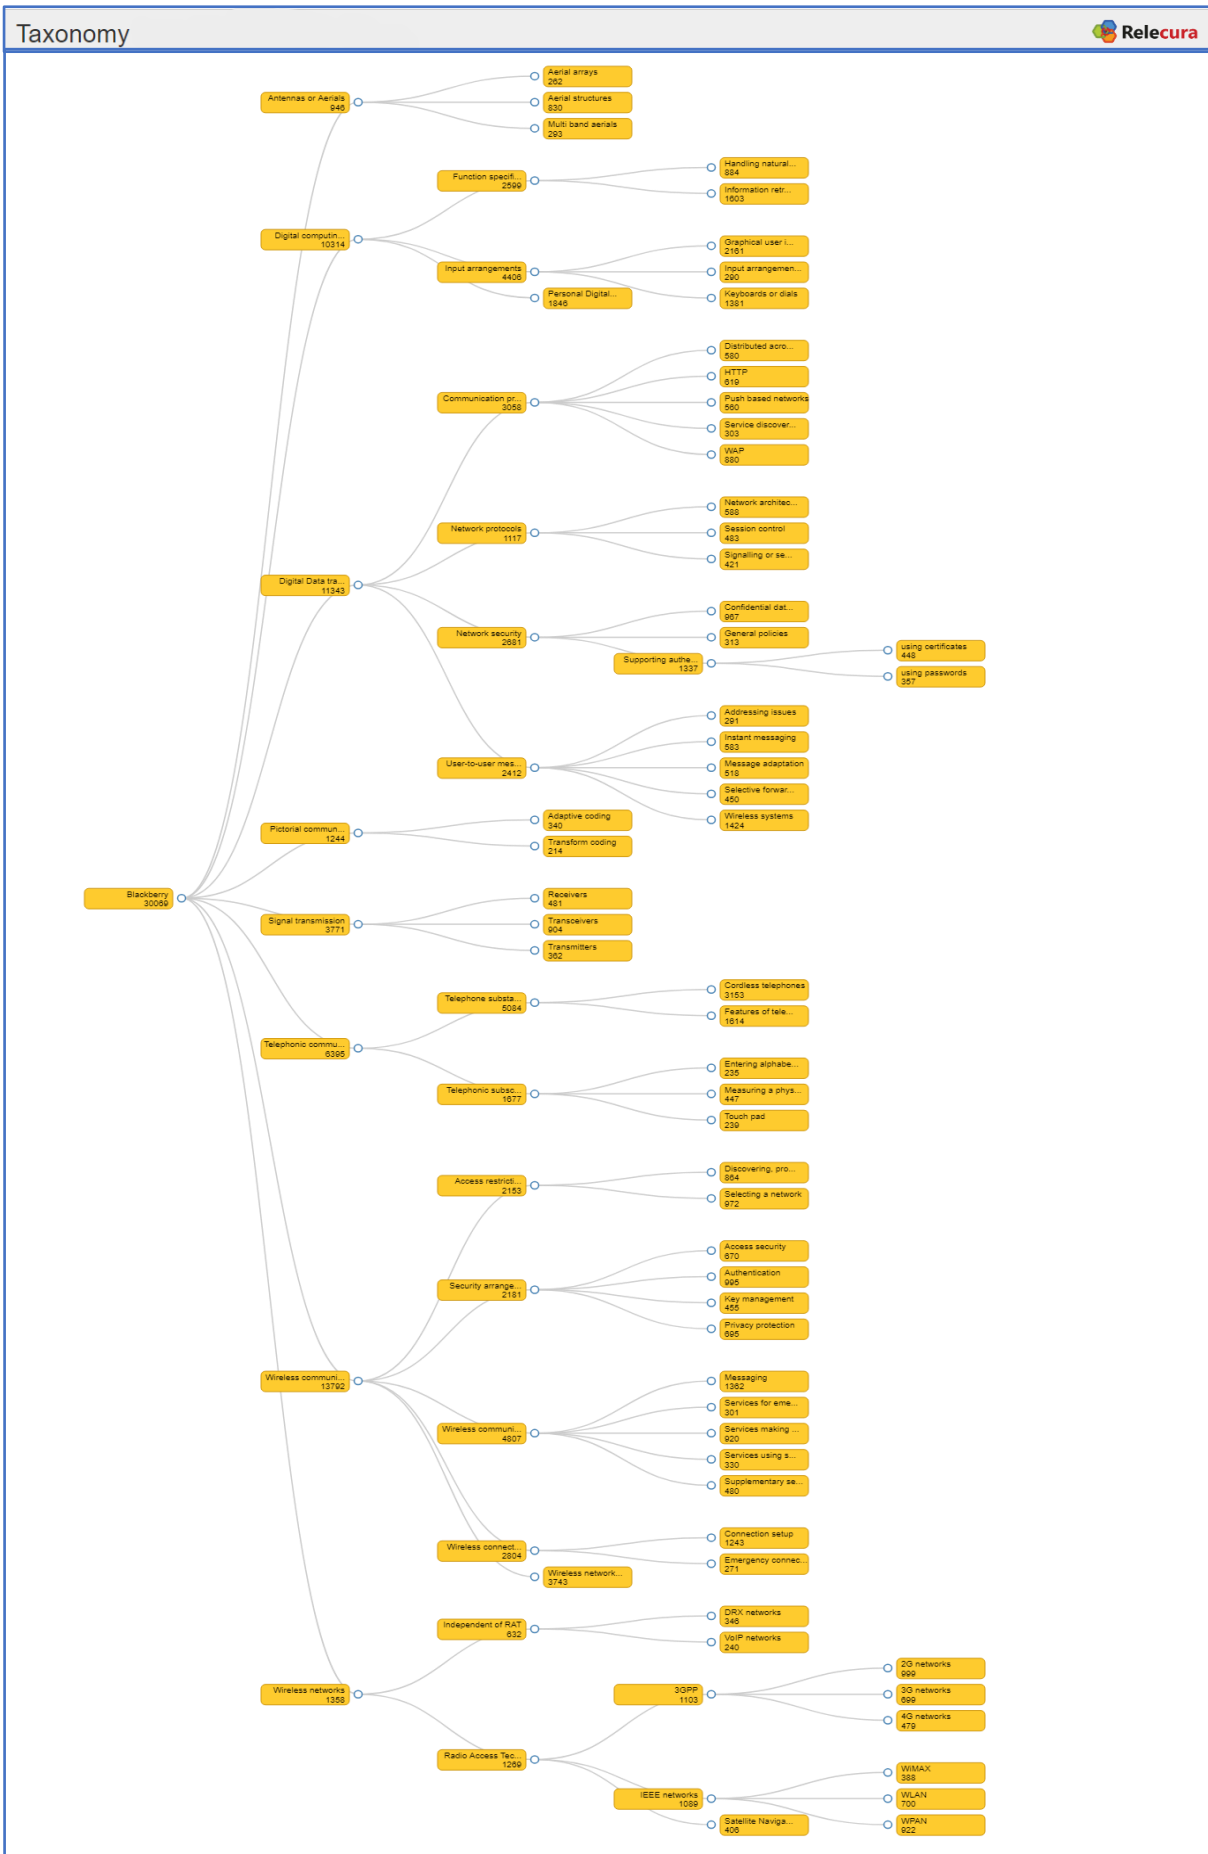 Taxonomy
Relecura
Aerial arrays
262
Antennas or Aerials
946
Aerial structures
830
Multi band aerials
293
Handling natural...
884
Function specifi...
2599
Information retr...
1603
Digital computin...
10314
Graphical user i...
2161
Input arrangements
4406
Input arrangemen...
290
Personal Digital...
1846
Keyboards or dials
1381
Distributed acro...
580
HTTP
619
Communication pr...
3058
Push based networks
560
Service discover...
303
WAP
880
Network architec...
588
Network protocols
1117
Session control
483
Signalling or se...
421
Digital Data tra...
11343
Confidential dat...
967
Network security
2681
General policies
313
Supporting authe...
1337
using certificates
448
using passwords
357
Addressing issues
291
Instant messaging
583
User-to-user mes...
2412
Message adaptation
518
Selective forwar...
450
Wireless systems
1424
Pictorial commun...
1244
Adaptive coding
340
Transform coding
214
Blackberry
30069
Receivers
481
Signal transmission
3771
Transceivers
904
Transmitters
362
Cordless telephones
3153
Telephone substa...
5084
Features of tele...
1614
Telephonic commu...
6395
Entering alphabe...
235
Telephonic subsc...
1677
Measuring a phys...
447
Touch pad
239
Discovering, pro...
864
Access restricti...
2153
Selecting a network
972
Access security
670
Security arrange...
2181
Authentication
995
Key management
455
Privacy protection
695
Wireless communi...
13792
Messaging
1362
Services for eme...
301
Wireless communi...
4807
Services making ...
920
Services using s...
330
Supplementary se...
480
Connection setup
1243
Wireless connect...
2804
Emergency connec...
271
Wireless network...
3743
DRX networks
346
Independent of RAT
632
VoIP networks
240
Wireless networks
1358
2G networks
999
3GPP
1103
3G networks
699
4G networks
479
Radio Access Tec...
1269
WiMAX
388
IEEE networks
1089
WLAN
700
Satellite Naviga...
406
WPAN
922